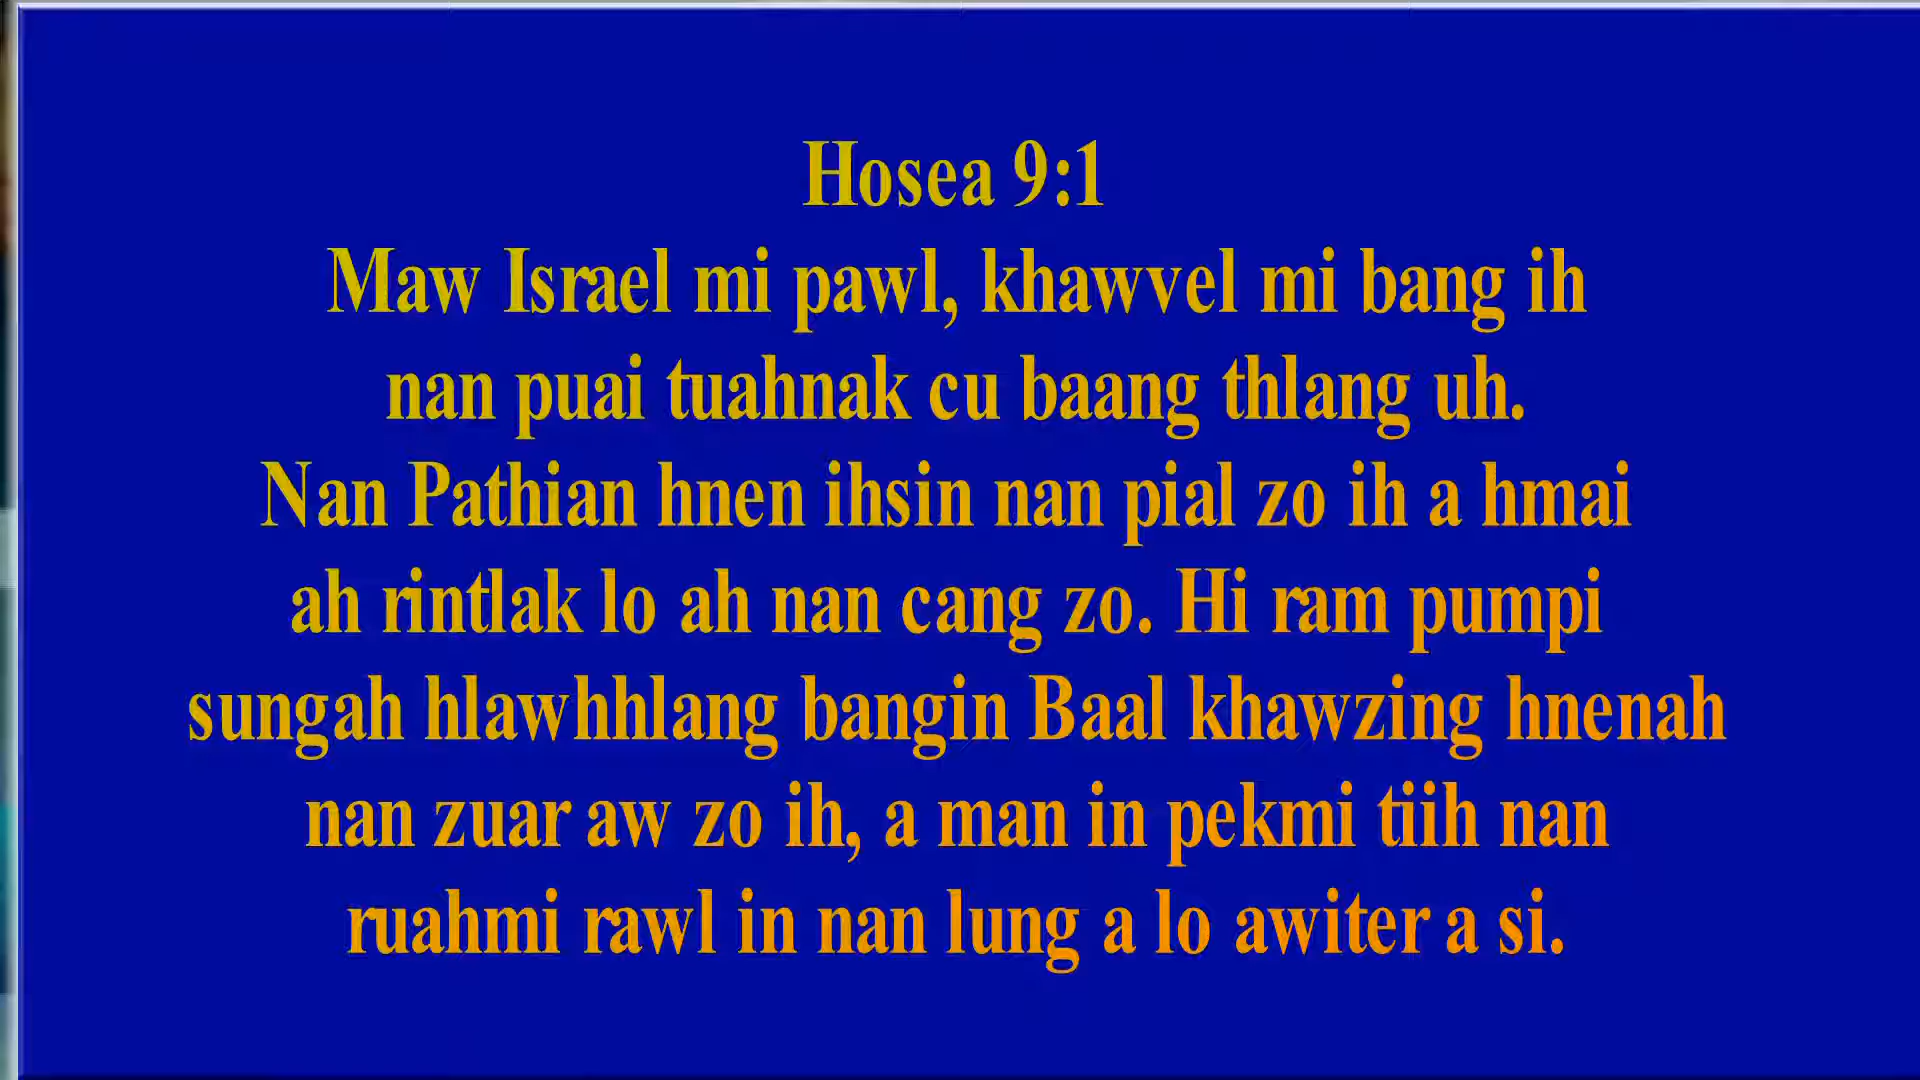 Hosea 9:1
Maw Israel mi pawl, khawvel mi bang ih
nan puai tuahnak cu baang thlang uh.
Nan Pathian hnen ihsin nan pial zo ih a hmai
ah rintlak lo ah nan cang zo. Hi ram pumpi
sungah hlawhhlang bangin Baal khawzing hnenah
nan zuar aw zo ih, a man in pekmi tiih nan
ruahmi rawl in nan lung a lo awiter a si.